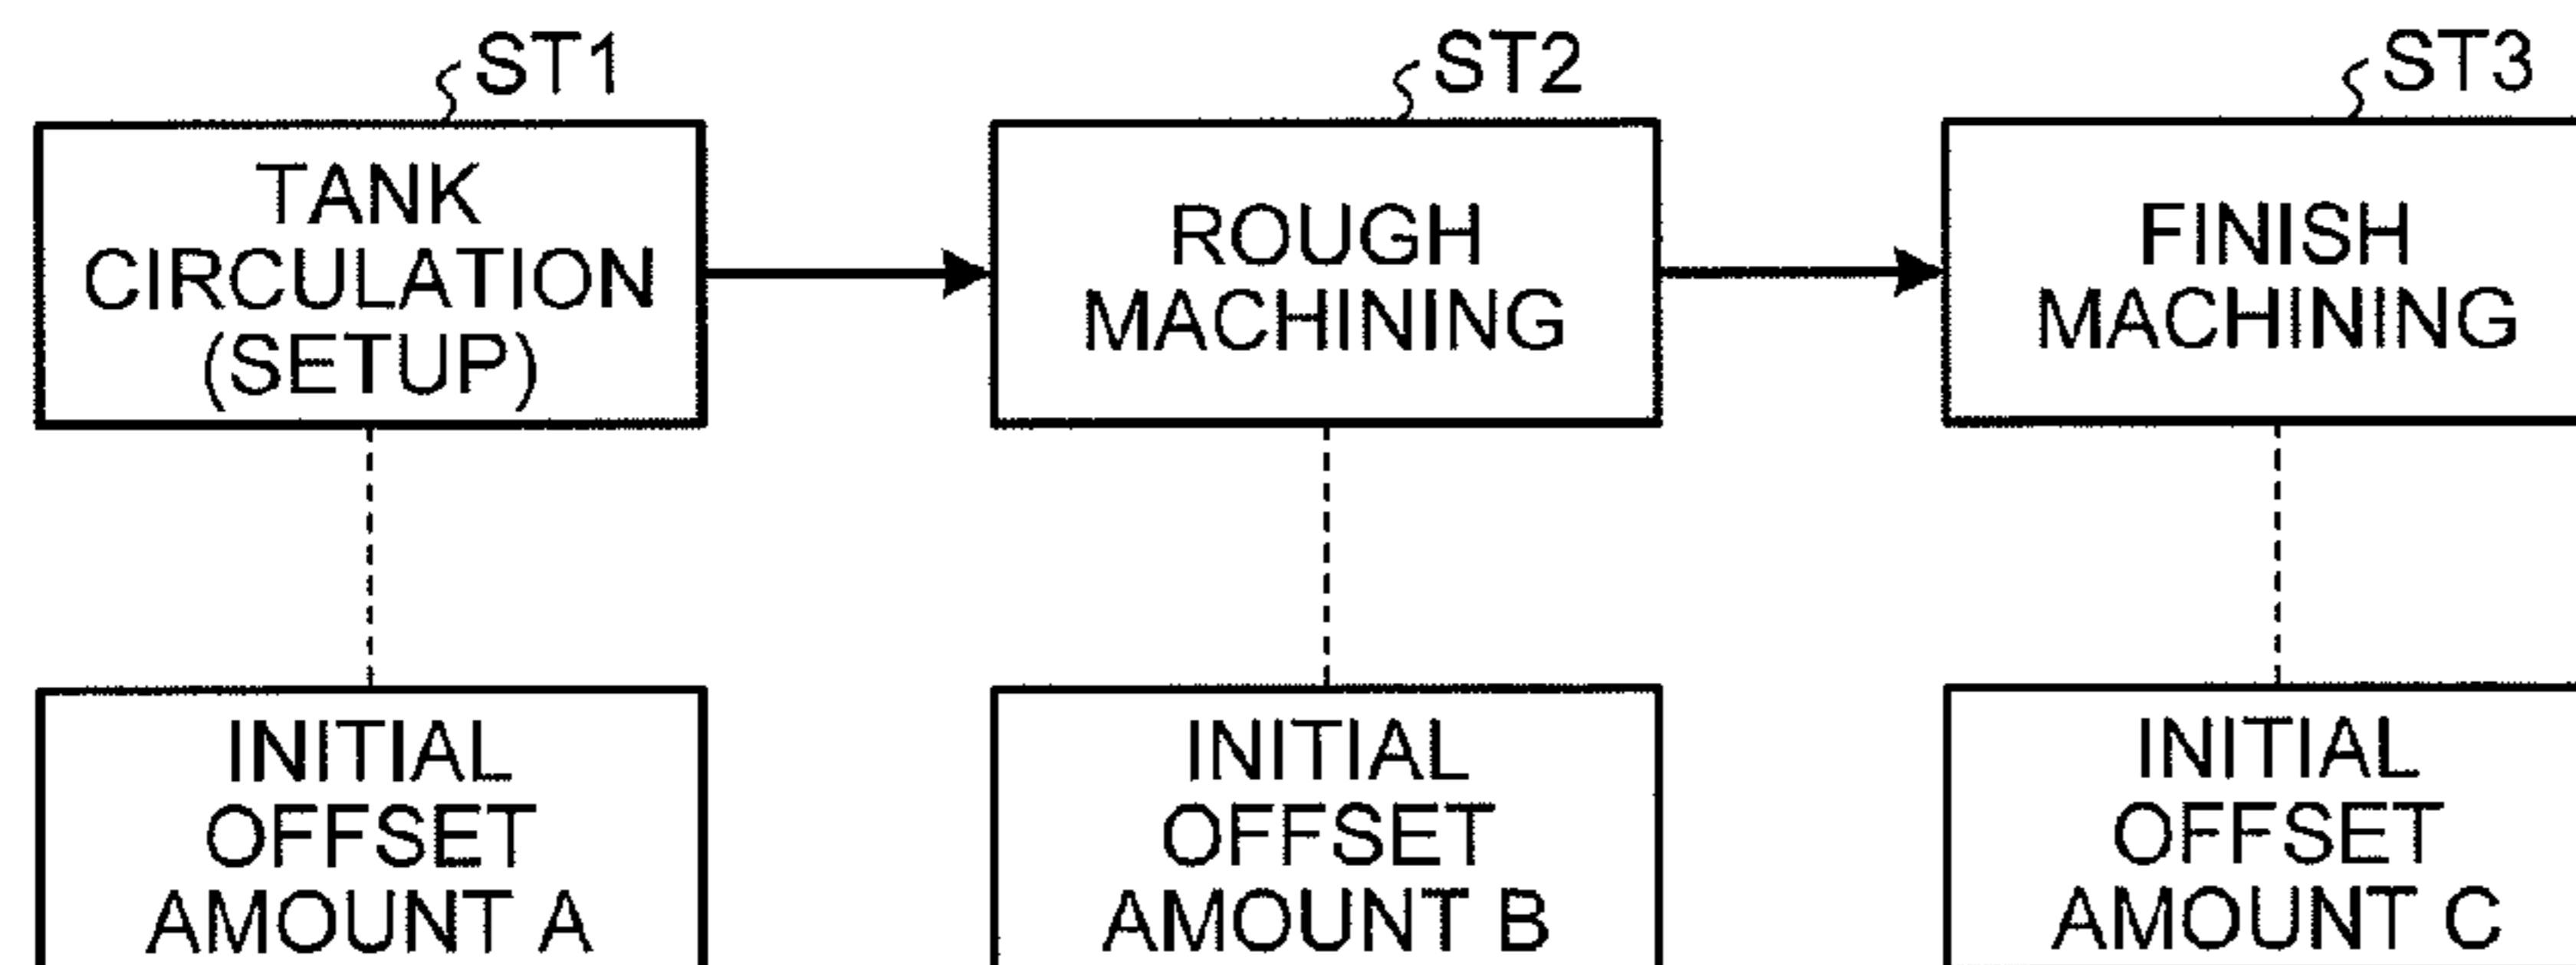 ST1
TANK
CIRCULATION
(SETUP)
ST2
ROUGH
MACHINING
ST3
FINISH
MACHINING
INITIAL
OFFSET
AMOUNT A
INITIAL
OFFSET
AMOUNT B
INITIAL
OFFSET
AMOUNT C